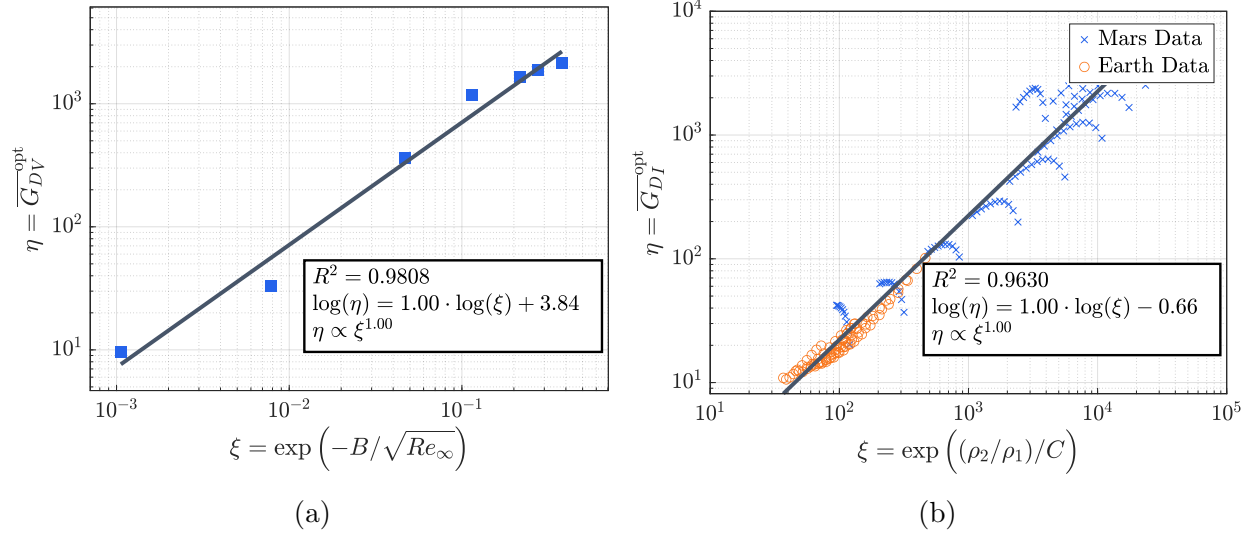 (a)
10^3
10^2
10^1
η = \overline{G_{DV}}^{opt}
R^2 = 0.9808
log(η) = 1.00 · log(ξ) + 3.84
η ∝ ξ^{1.00}
10^{-3} 10^{-2} 10^{-1}
ξ = exp(−B/√Re_∞)
(a)
(b)
10^4
10^3
10^2
10^1
η = \overline{G}_{DI}^{opt}
Mars Data
Earth Data
R^2 = 0.9630
log(η) = 1.00 · log(ξ) − 0.66
η ∝ ξ^{1.00}
10^1 10^2 10^3 10^4 10^5
ξ = exp((ρ_2/ρ_1)/C)
(b)